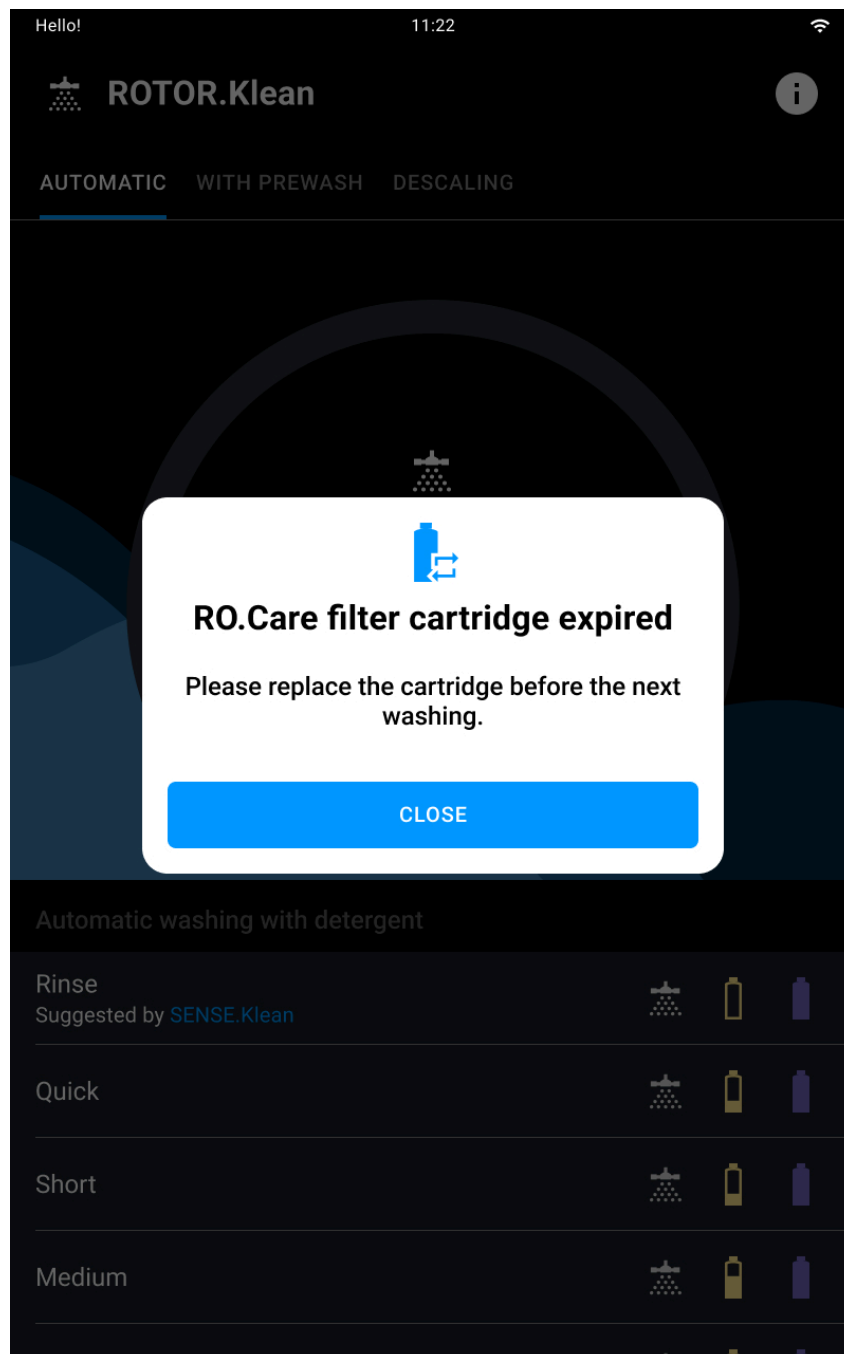 Hello! 11:22
ROTOR.Klean
AUTOMATIC WITH PREWASH DESCALING
RO.Care filter cartridge expired
Please replace the cartridge before the next
washing.
CLOSE
Automatic washing with detergent
Rinse
Suggested by SENSE.Klean
Quick
Short
Medium